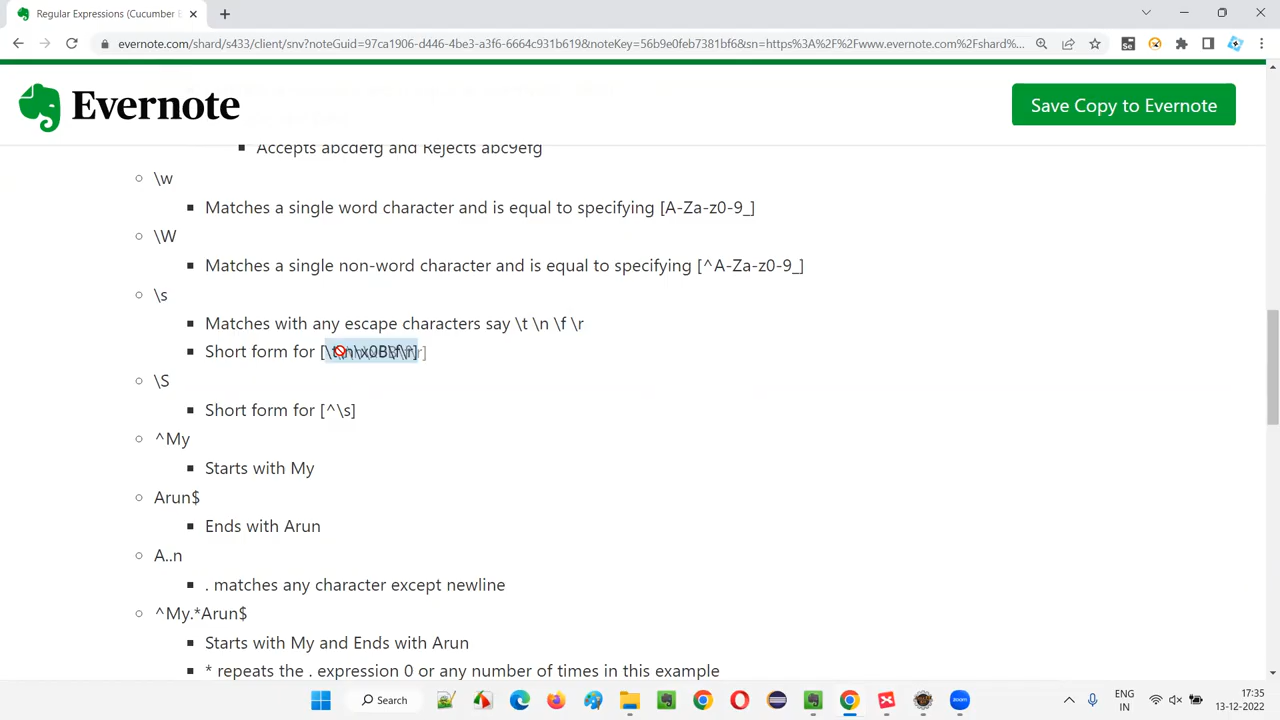 Regular Expressions (Cucumber E
evernote.com/shard/s433/client/snv?noteGuid=97ca1906-d446-4be3-a3f6-6664c931b619&noteKey=56b9e0feb7381bf6&sn=https%3A%2F%2Fwww.evernote.com%2Fshard%...
Evernote
Save Copy to Evernote
Accepts abcdefg and Rejects abc9efg
\w
Matches a single word character and is equal to specifying [A-Za-z0-9_]
\W
Matches a single non-word character and is equal to specifying [^A-Za-z0-9_]
\s
Matches with any escape characters say \t \n \f \r
Short form for [\t\n\x0B\f\r]
\S
Short form for [^\s]
^My
Starts with My
Arun$
Ends with Arun
A..n
. matches any character except newline
^My.*Arun$
Starts with My and Ends with Arun
* repeats the . expression 0 or any number of times in this example
Search
ENG
IN
17:35
13-12-2022